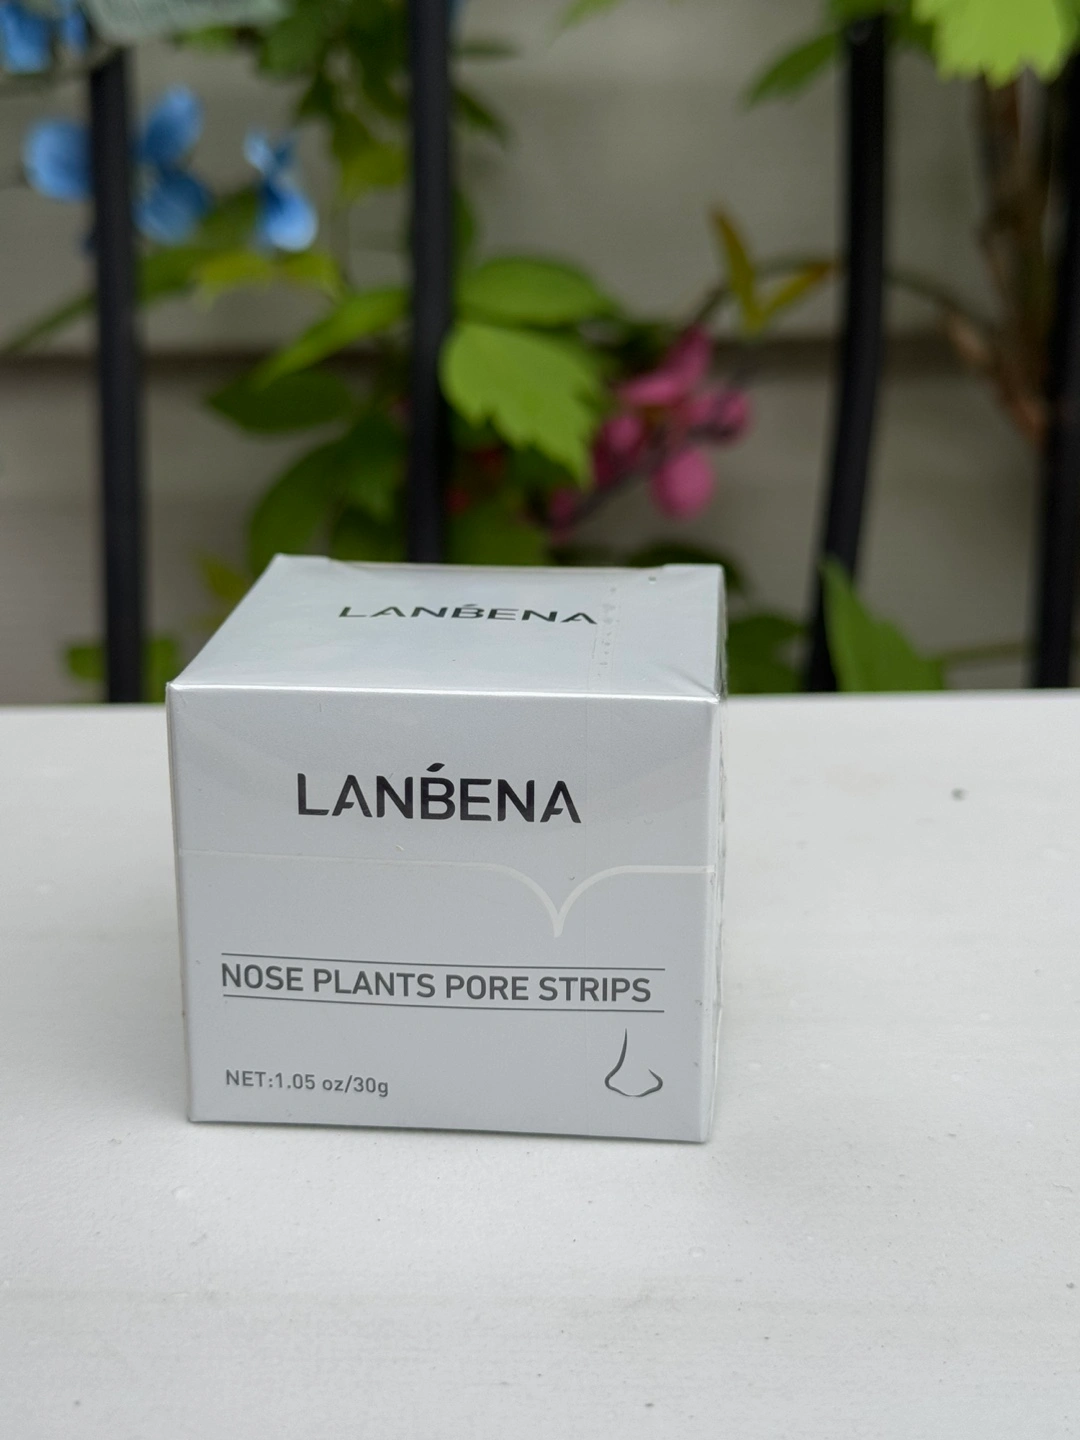 LANBENA
LANBENA
NOSE PLANTS PORE STRIPS
NET:1.05 oz/30g